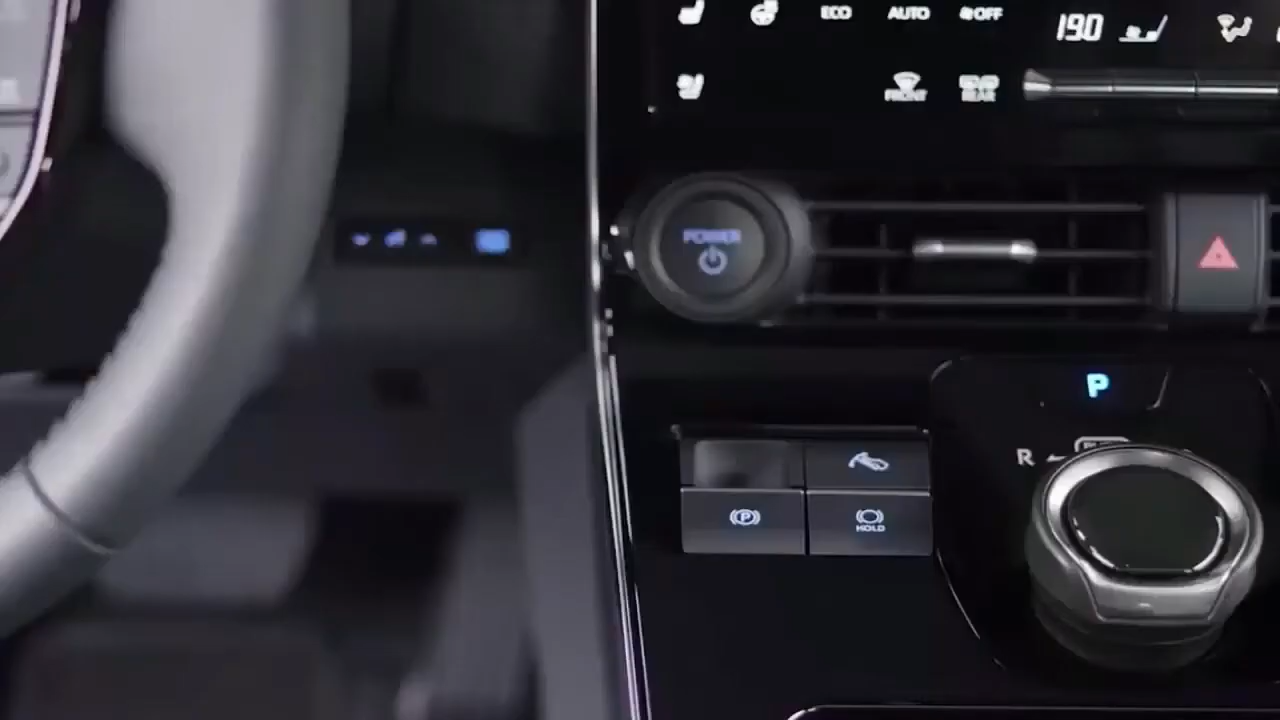 ECO AUTO OFF
19.0
FRONT REAR
POWER
P
R
P
HOLD